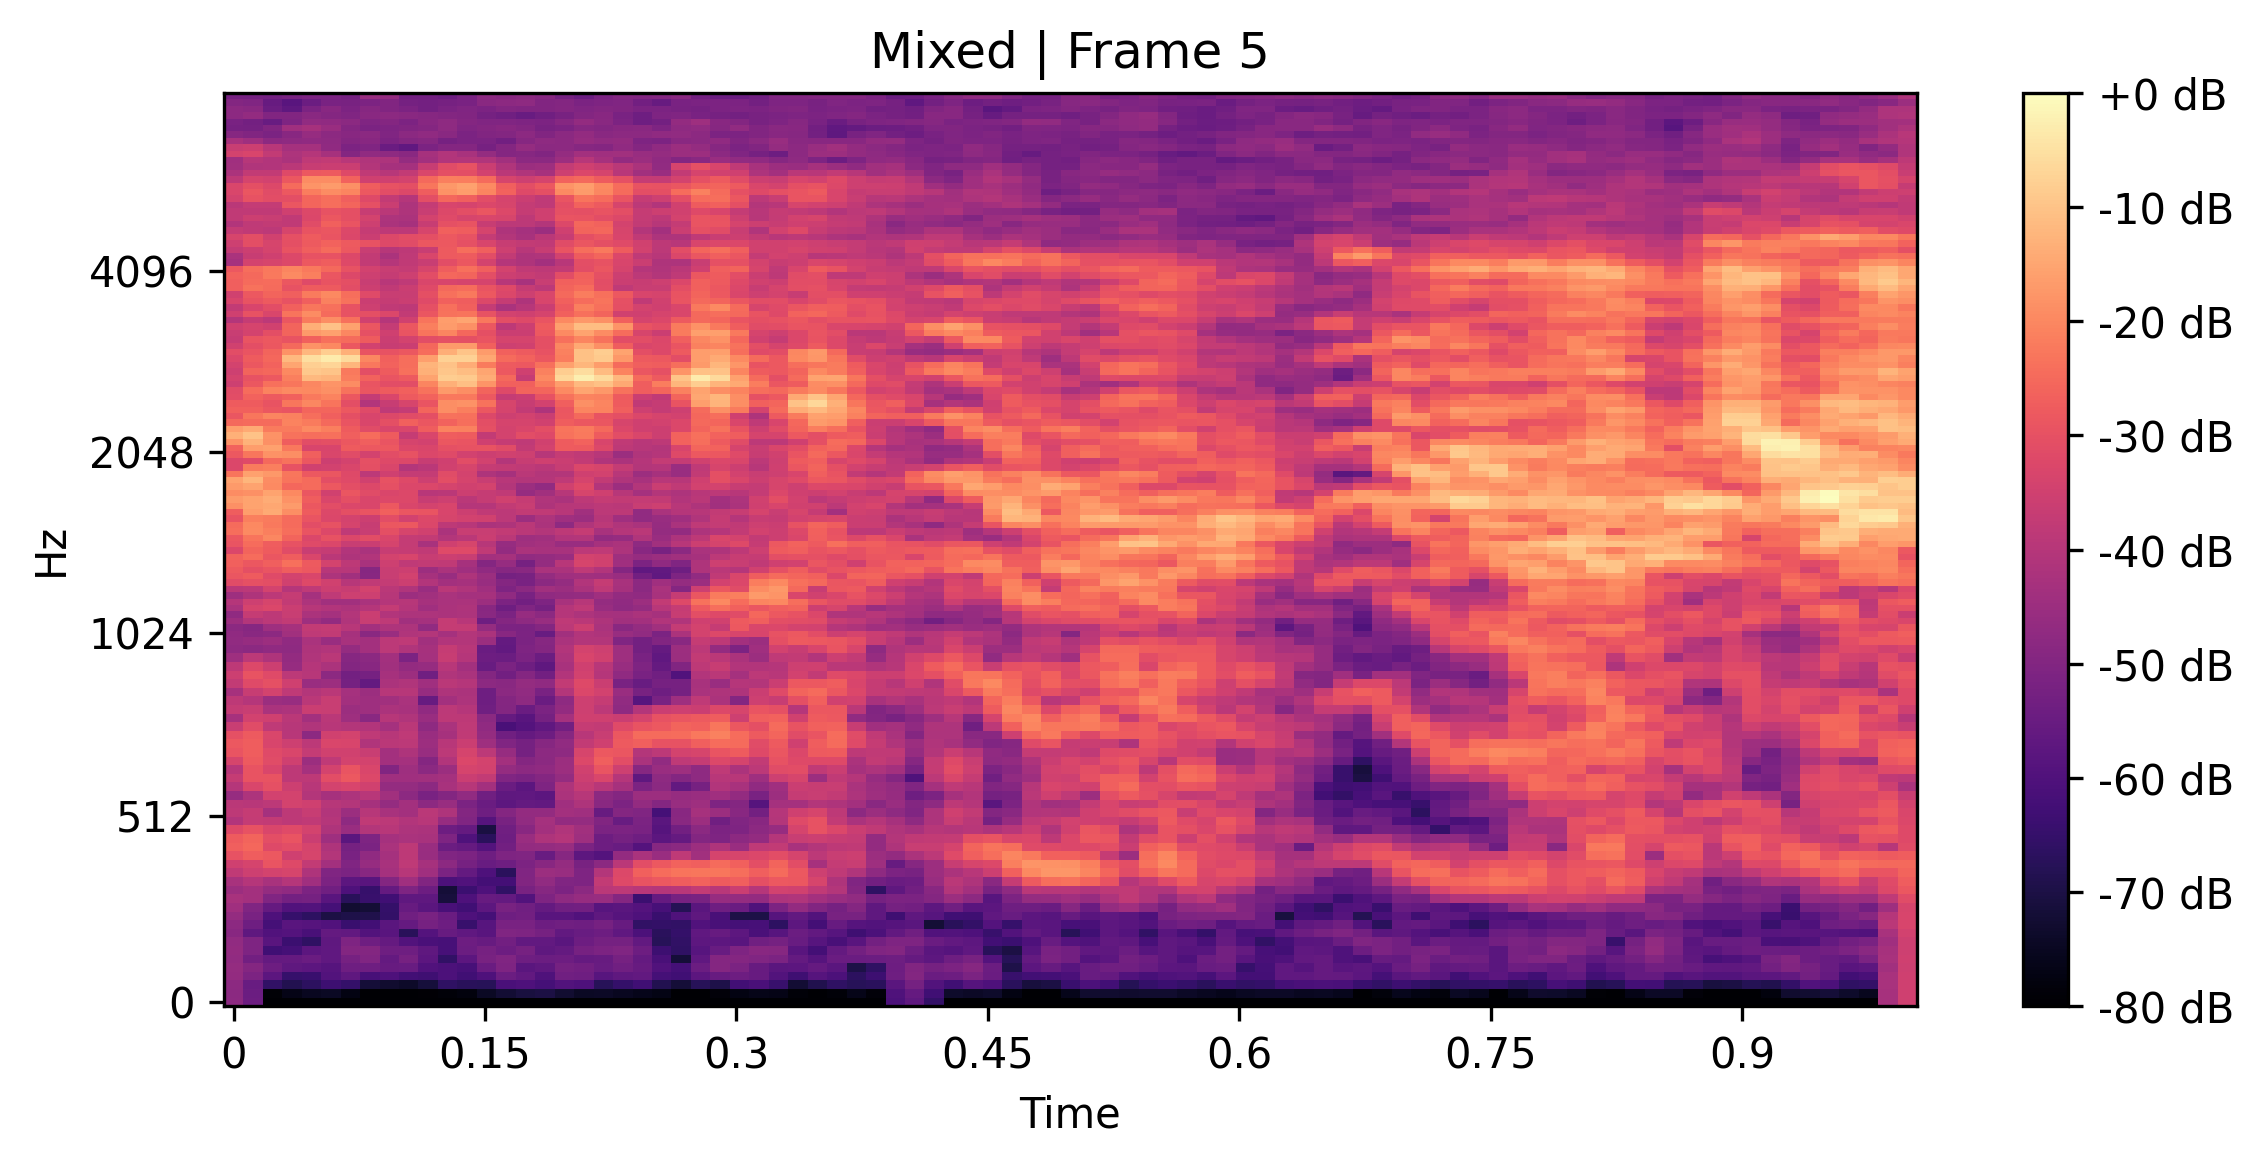 Mixed | Frame 5
+0 dB
-10 dB
-20 dB
-30 dB
-40 dB
-50 dB
-60 dB
-70 dB
-80 dB
4096
2048
1024
512
0
Hz
0 0.15 0.3 0.45 0.6 0.75 0.9
Time